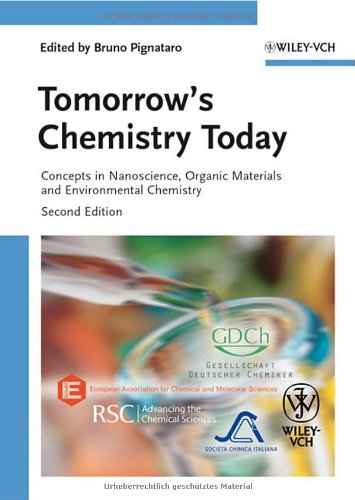 Urheberrechtlich geschütztes Material
Edited by Bruno Pignataro
WILEY-VCH
Tomorrow's
Chemistry Today
Concepts in Nanoscience, Organic Materials
and Environmental Chemistry
Second Edition
GDCh
GESELLSCHAFT
DEUTSCHER CHEMIKER
European Association for Chemical and Molecular Sciences
RSC | Advancing the
Chemical Sciences
SOCIETÀ CHIMICA ITALIANA
WILEY-
VCH
Urheberrechtlich geschütztes Material